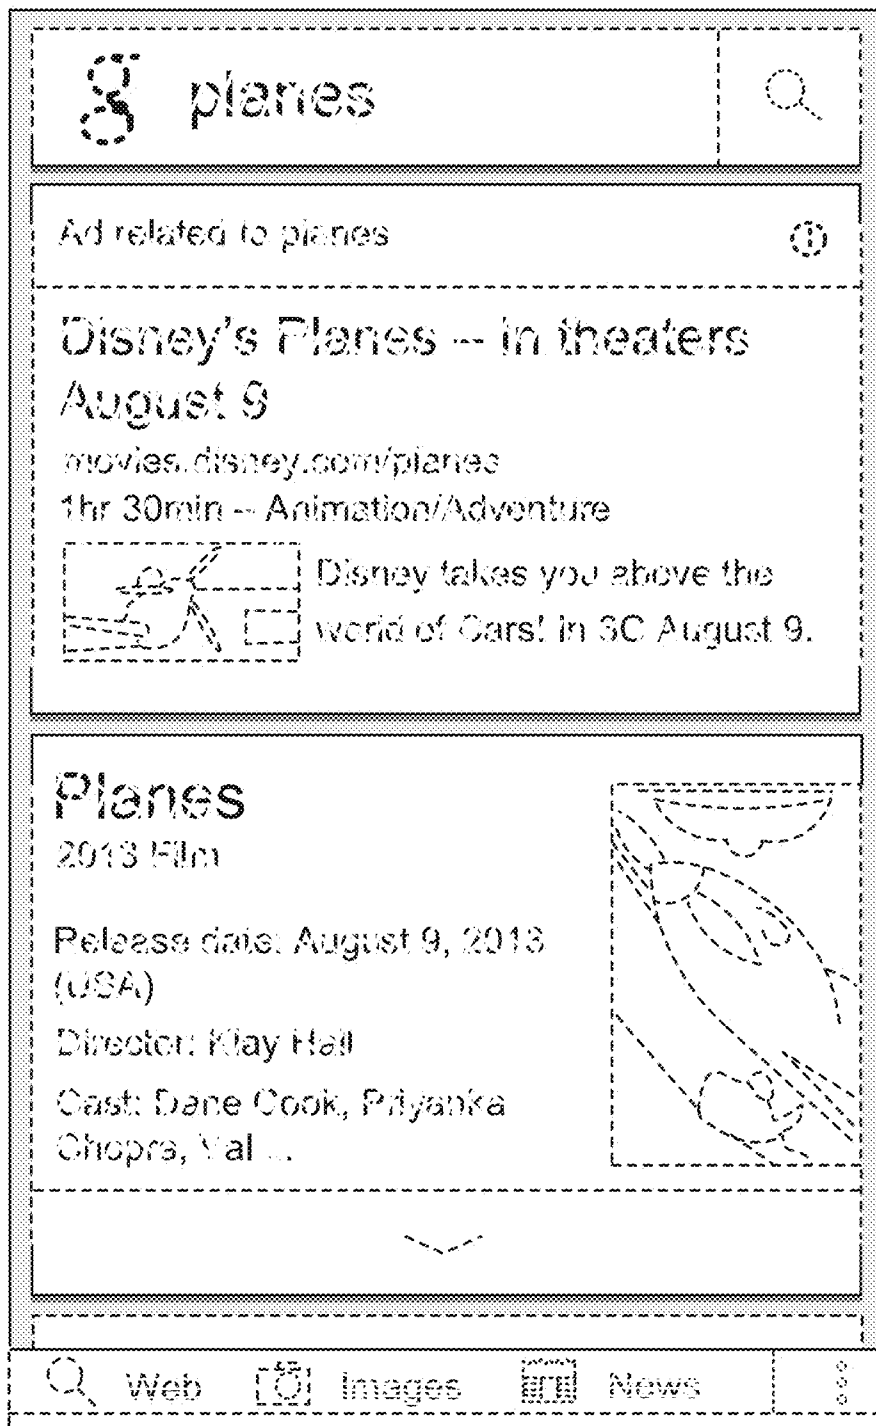 g planes
Ad related to planes
Disney's Planes -- in theaters
August 9
movies.disney.com/planes
1hr 30min -- Animation/Adventure
Disney takes you above the
world of Cars! In 3D August 9.
Planes
2013 Film
Release date: August 9, 2013
(USA)
Director: Klay Hall
Cast: Dane Cook, Priyanka
Chopra, Val ...
Web Images News